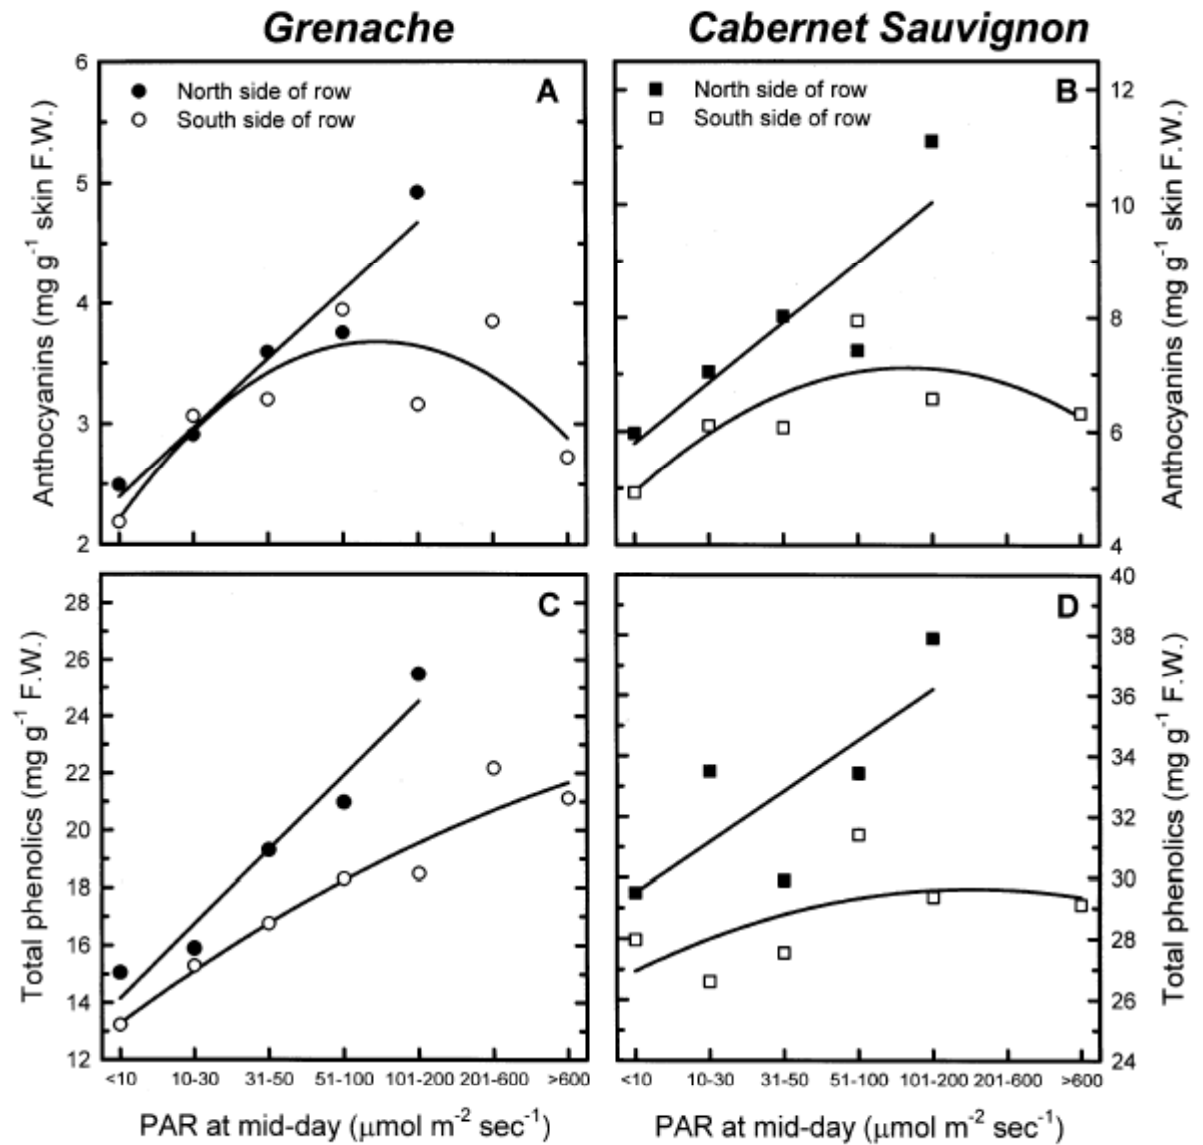 Grenache
Cabernet Sauvignon
6
5
4
3
2
Anthocyanins (mg g⁻¹ skin F.W.)
North side of row
South side of row
A
North side of row
South side of row
B
12
10
8
6
4
Anthocyanins (mg g⁻¹ skin F.W.)
28
26
24
22
20
18
16
14
12
Total phenolics (mg g⁻¹ F.W.)
C
D
40
38
36
34
32
30
28
26
24
Total phenolics (mg g⁻¹ F.W.)
<10 10-30 31-50 51-100 101-200 201-600 >600
<10 10-30 31-50 51-100 101-200 201-600 >600
PAR at mid-day (μmol m⁻² sec⁻¹)
PAR at mid-day (μmol m⁻² sec⁻¹)